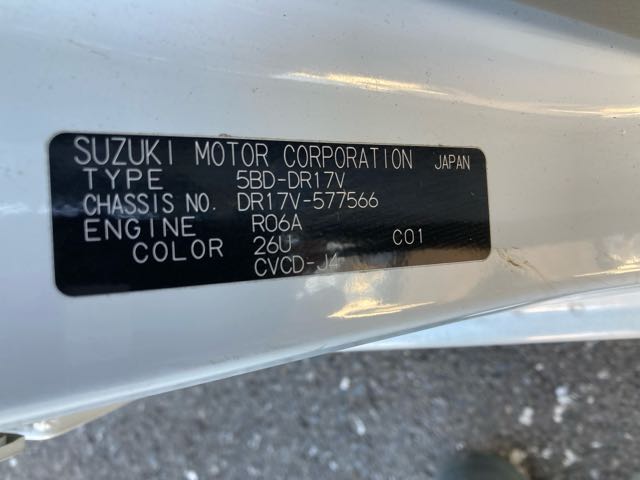 SUZUKI MOTOR CORPORATION JAPAN
TYPE 5BD-DR17V
CHASSIS NO. DR17V-577566
ENGINE R06A
COLOR 26U C01
CVCD-J4